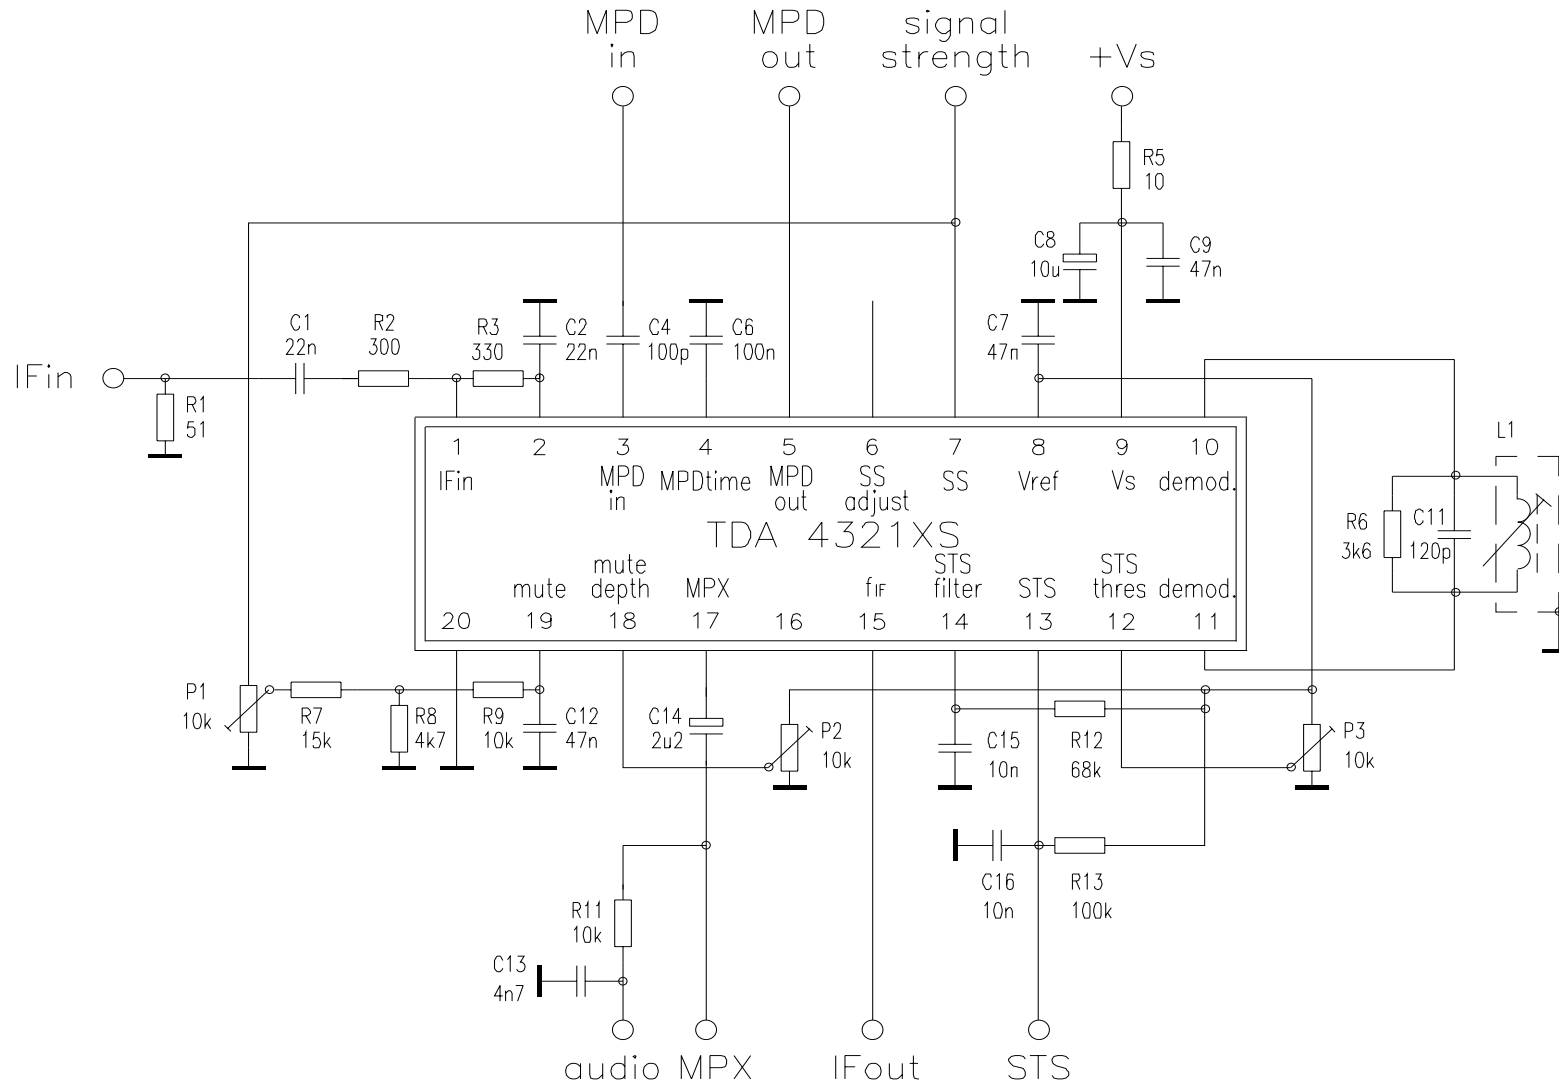 MPD
in
MPD
out
signal
strength
+Vs
R5
10
C8
10u
C9
47n
C1
22n
R2
300
R3
330
C2
22n
C4
100p
C6
100n
C7
47n
IFin
R1
51
1
2
3
4
5
6
7
8
9
10
IFin
MPD
in
MPDtime
MPD
out
SS
adjust
SS
Vref
Vs
demod.
L1
TDA 4321XS
R6
3k6
C11
120p
mute
mute
depth
MPX
fIF
STS
filter
STS
STS
thres
demod.
20
19
18
17
16
15
14
13
12
11
P1
10k
R7
15k
R8
4k7
R9
10k
C12
47n
C14
2u2
P2
10k
C15
10n
R12
68k
P3
10k
C16
10n
R13
100k
R11
10k
C13
4n7
audio
MPX
IFout
STS